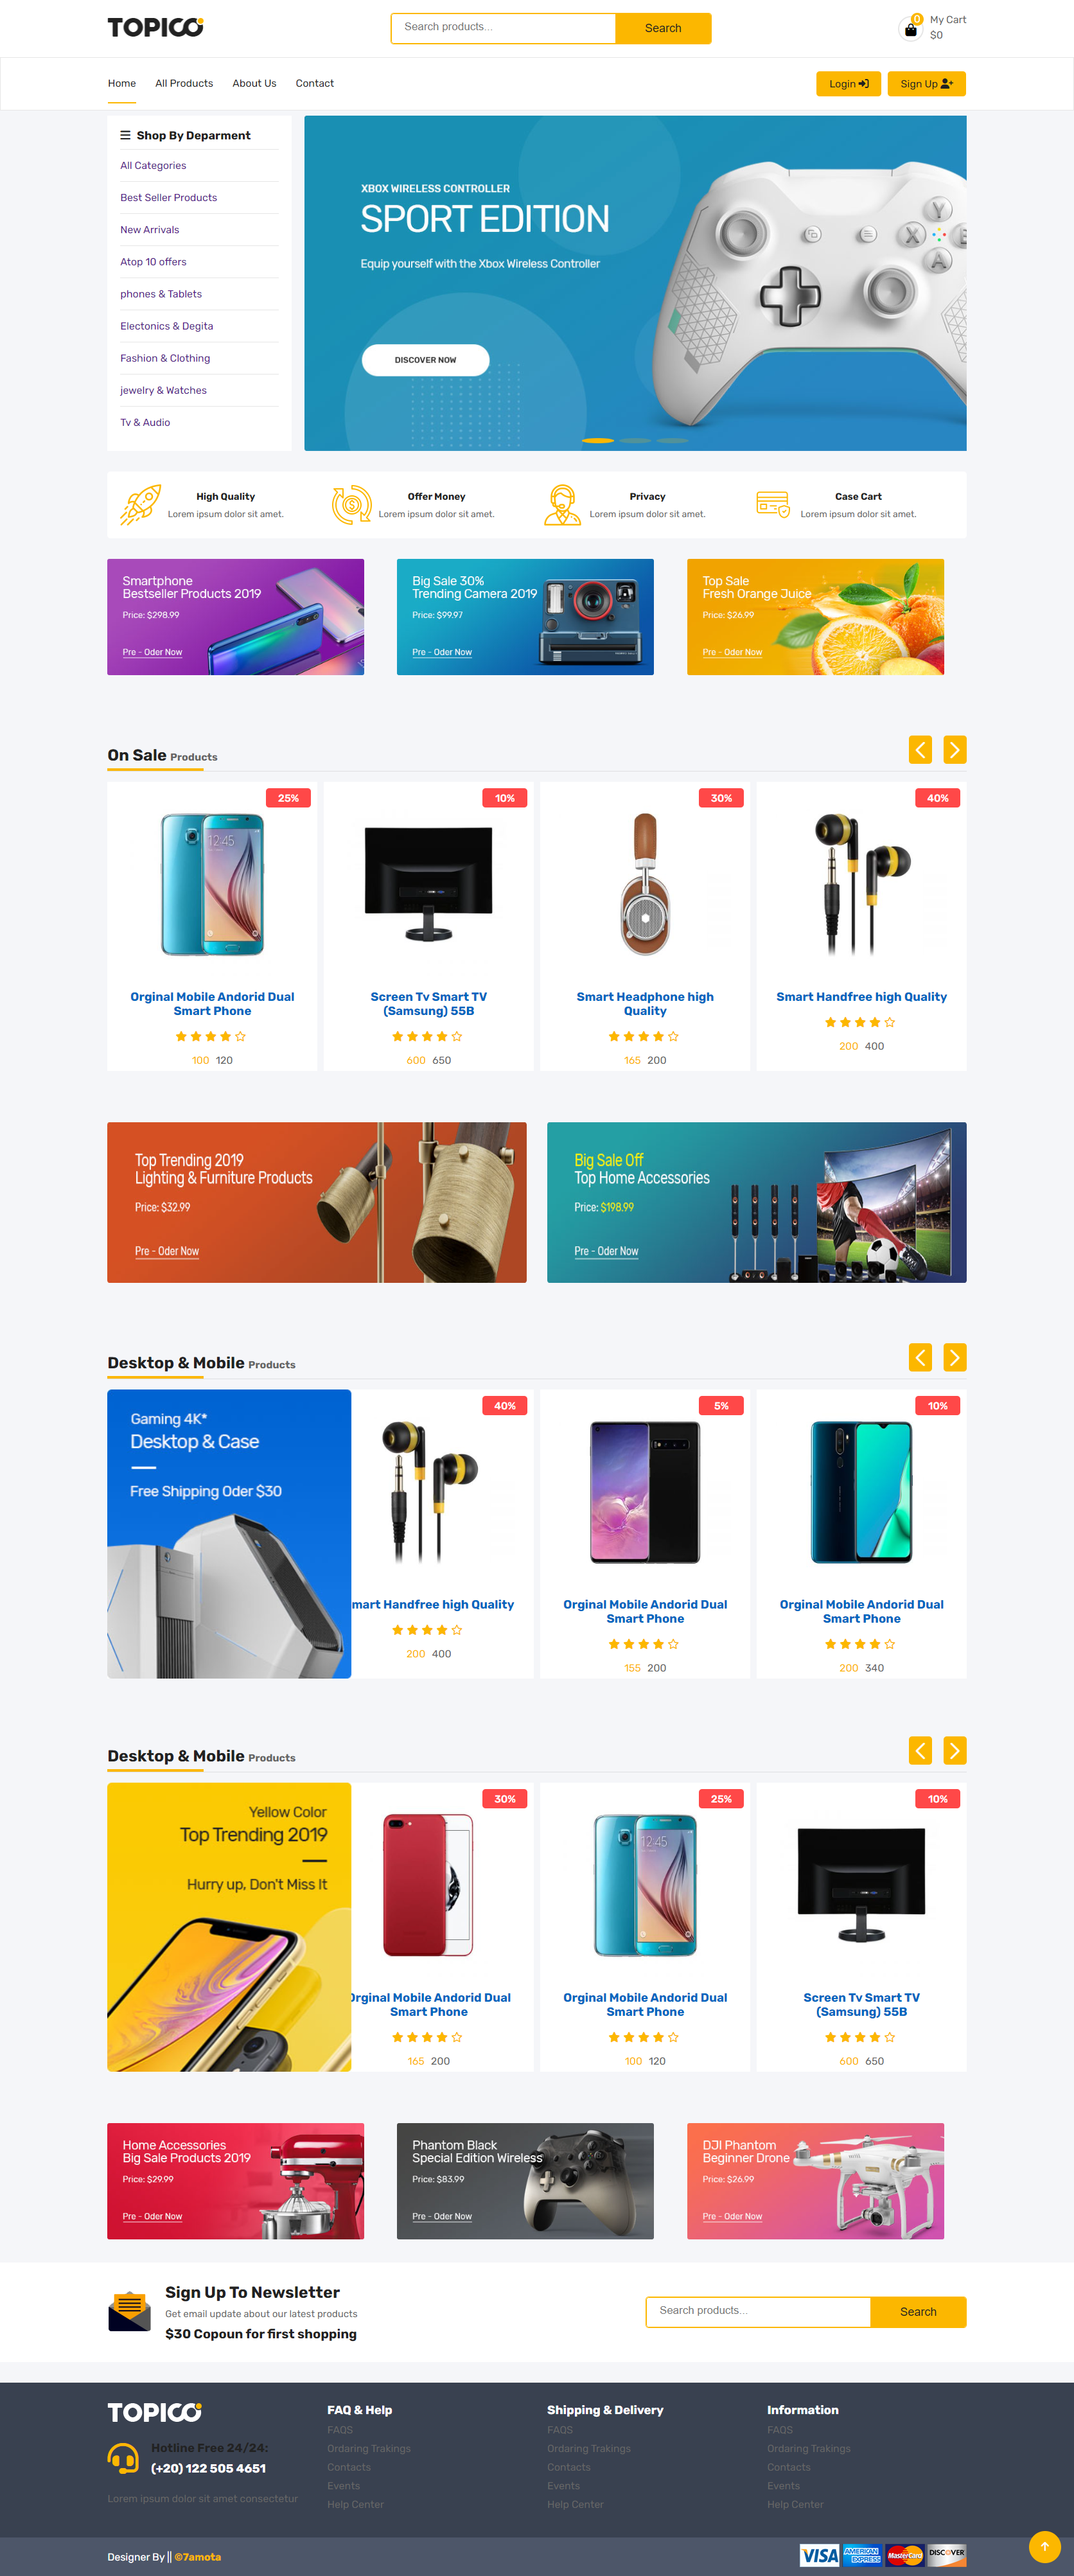 TOPICO
Search products...
Search
0
My Cart
$0
Home
All Products
About Us
Contact
Login
Sign Up
Shop By Deparment
All Categories
Best Seller Products
New Arrivals
Atop 10 offers
phones & Tablets
Electonics & Degita
Fashion & Clothing
jewelry & Watches
Tv & Audio
XBOX WIRELESS CONTROLLER
SPORT EDITION
Equip yourself with the Xbox Wireless Controller
DISCOVER NOW
Y
X
B
A
High Quality
Lorem ipsum dolor sit amet.
Offer Money
Lorem ipsum dolor sit amet.
Privacy
Lorem ipsum dolor sit amet.
Case Cart
Lorem ipsum dolor sit amet.
Smartphone
Bestseller Products 2019
Price: $298.99
Pre - Oder Now
Big Sale 30%
Trending Camera 2019
Price: $99.97
Pre - Oder Now
Top Sale
Fresh Orange Juice
Price: $26.99
Pre - Oder Now
On Sale Products
25%
12:45
Orginal Mobile Andorid Dual
Smart Phone
100 120
10%
Screen Tv Smart TV
(Samsung) 55B
600 650
30%
Smart Headphone high
Quality
165 200
40%
Smart Handfree high Quality
200 400
Top Trending 2019
Lighting & Furniture Products
Price: $32.99
Pre - Oder Now
Big Sale Off
Top Home Accessories
Price: $198.99
Pre - Oder Now
Desktop & Mobile Products
Gaming 4K*
Desktop & Case
Free Shipping Oder $30
40%
mart Handfree high Quality
200 400
5%
Orginal Mobile Andorid Dual
Smart Phone
155 200
10%
Orginal Mobile Andorid Dual
Smart Phone
200 340
Desktop & Mobile Products
Yellow Color
Top Trending 2019
Hurry up, Don't Miss It
30%
Orginal Mobile Andorid Dual
Smart Phone
165 200
25%
12:45
Orginal Mobile Andorid Dual
Smart Phone
100 120
10%
Screen Tv Smart TV
(Samsung) 55B
600 650
Home Accessories
Big Sale Products 2019
Price: $29.99
Pre - Oder Now
Phantom Black
Special Edition Wireless
Price: $83.99
Pre - Oder Now
DJI Phantom
Beginner Drone
Price: $26.99
Pre - Oder Now
Sign Up To Newsletter
Get email update about our latest products
$30 Copoun for first shopping
Search products...
Search
TOPICO
Hotline Free 24/24:
(+20) 122 505 4651
Lorem ipsum dolor sit amet consectetur
FAQ & Help
FAQS
Ordaring Trakings
Contacts
Events
Help Center
Shipping & Delivery
FAQS
Ordaring Trakings
Contacts
Events
Help Center
Information
FAQS
Ordaring Trakings
Contacts
Events
Help Center
Designer By || ©7amota
VISA
AMERICAN EXPRESS
MasterCard
DISCOVER